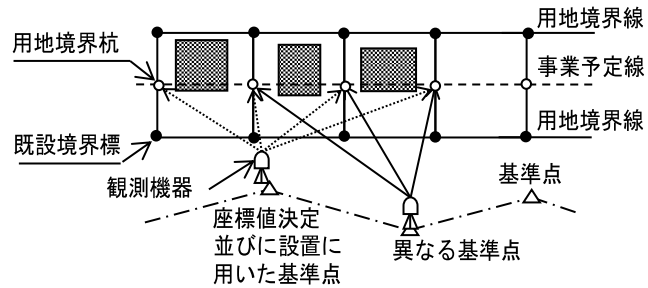 用地境界線
用地境界杭
事業予定線
既設境界標
用地境界線
観測機器
基準点
座標値決定
並びに設置に
用いた基準点
異なる基準点